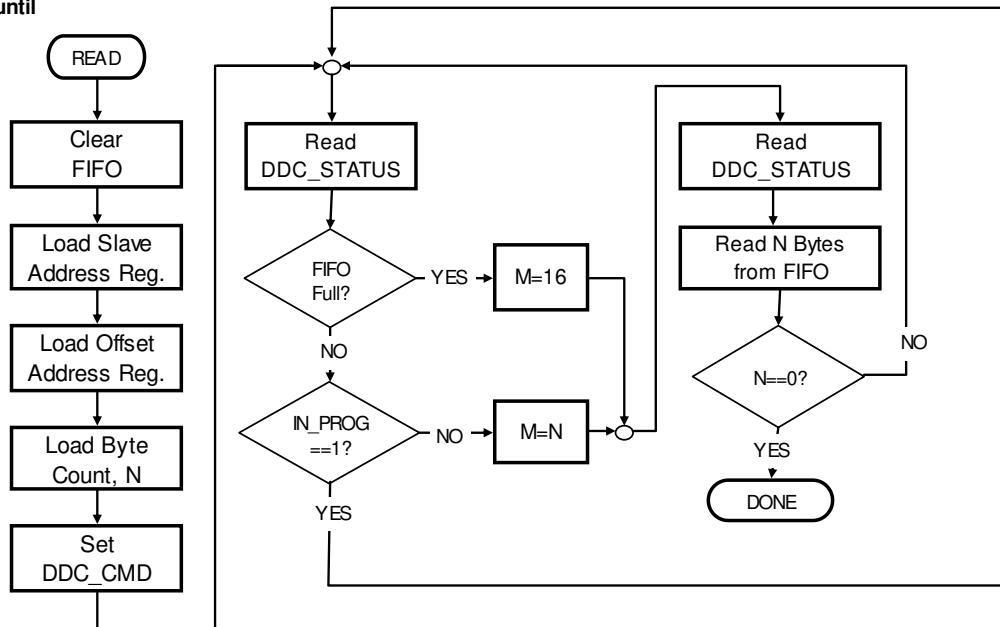 until
READ
Clear
FIFO
Load Slave
Address Reg.
Load Offset
Address Reg.
Load Byte
Count, N
Set
DDC_CMD
Read
DDC_STATUS
FIFO
Full?
YES
M=16
NO
IN_PROG
==1?
NO
M=N
YES
Read
DDC_STATUS
Read N Bytes
from FIFO
N==0?
NO
YES
DONE